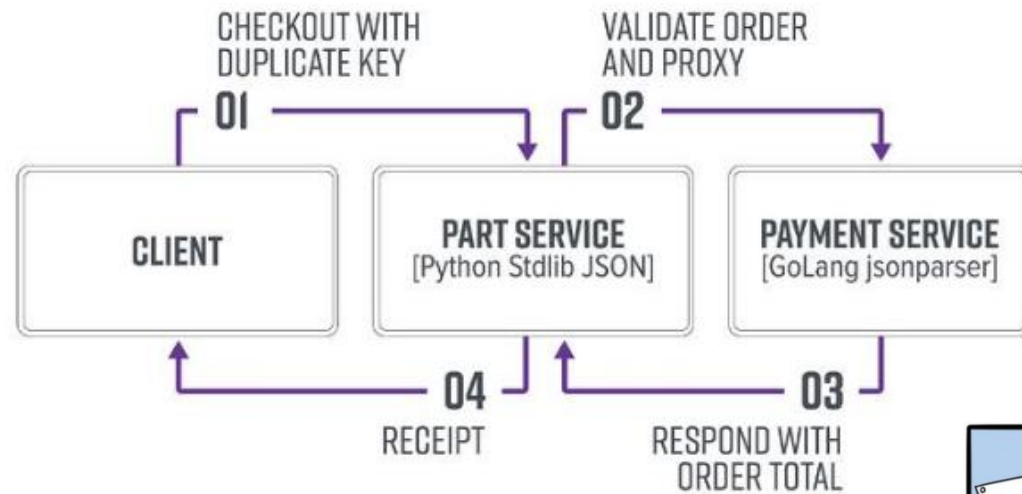 CHECKOUT WITH
DUPLICATE KEY
01
VALIDATE ORDER
AND PROXY
02
CLIENT
PART SERVICE
[Python Stdlib JSON]
PAYMENT SERVICE
[GoLang jsonparser]
03
RESPOND WITH
ORDER TOTAL
04
RECEIPT